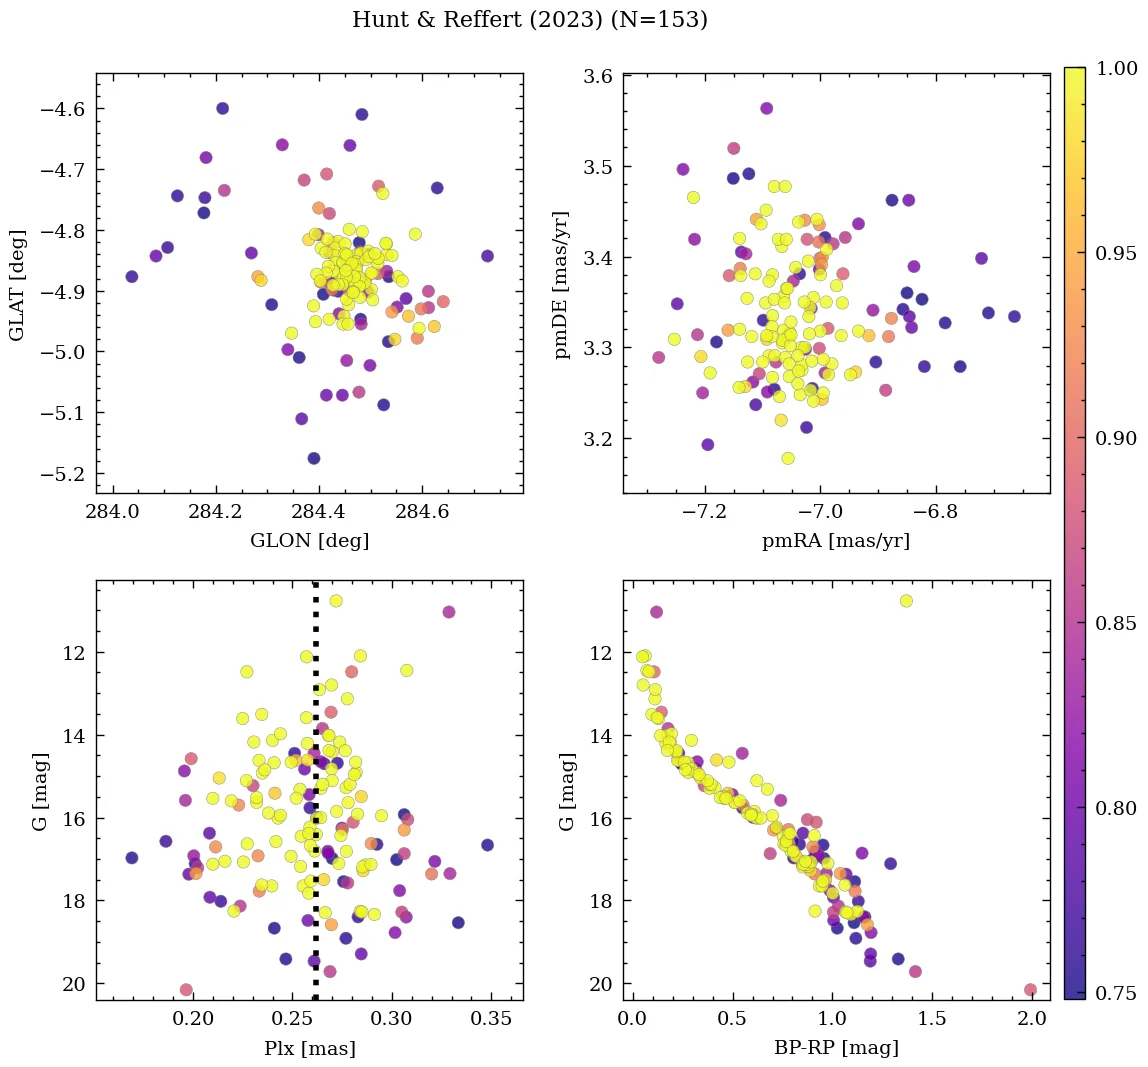 Hunt & Reffert (2023) (N=153)
−4.6
−4.7
−4.8
−4.9
−5.0
−5.1
−5.2
GLAT [deg]
284.0 284.2 284.4 284.6
GLON [deg]
3.6
3.5
3.4
3.3
3.2
pmDE [mas/yr]
−7.2 −7.0 −6.8
pmRA [mas/yr]
12
14
16
18
20
G [mag]
0.20 0.25 0.30 0.35
Plx [mas]
12
14
16
18
20
G [mag]
0.0 0.5 1.0 1.5 2.0
BP-RP [mag]
1.00
0.95
0.90
0.85
0.80
0.75